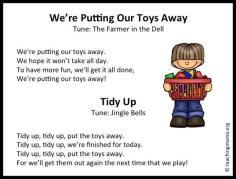 We're Putting Our Toys Away
Tune: The Farmer in the Dell
We're putting our toys away.
We hope it won't take all day.
To have more fun, we'll get it all done,
We're putting our toys away!
Tidy Up
Tune: Jingle Bells
Tidy up, tidy up, put the toys away.
Tidy up, tidy up, we're finished for today.
Tidy up, tidy up, put the toys away.
For we'll get them out again the next time that we play!
© teachingmama.org